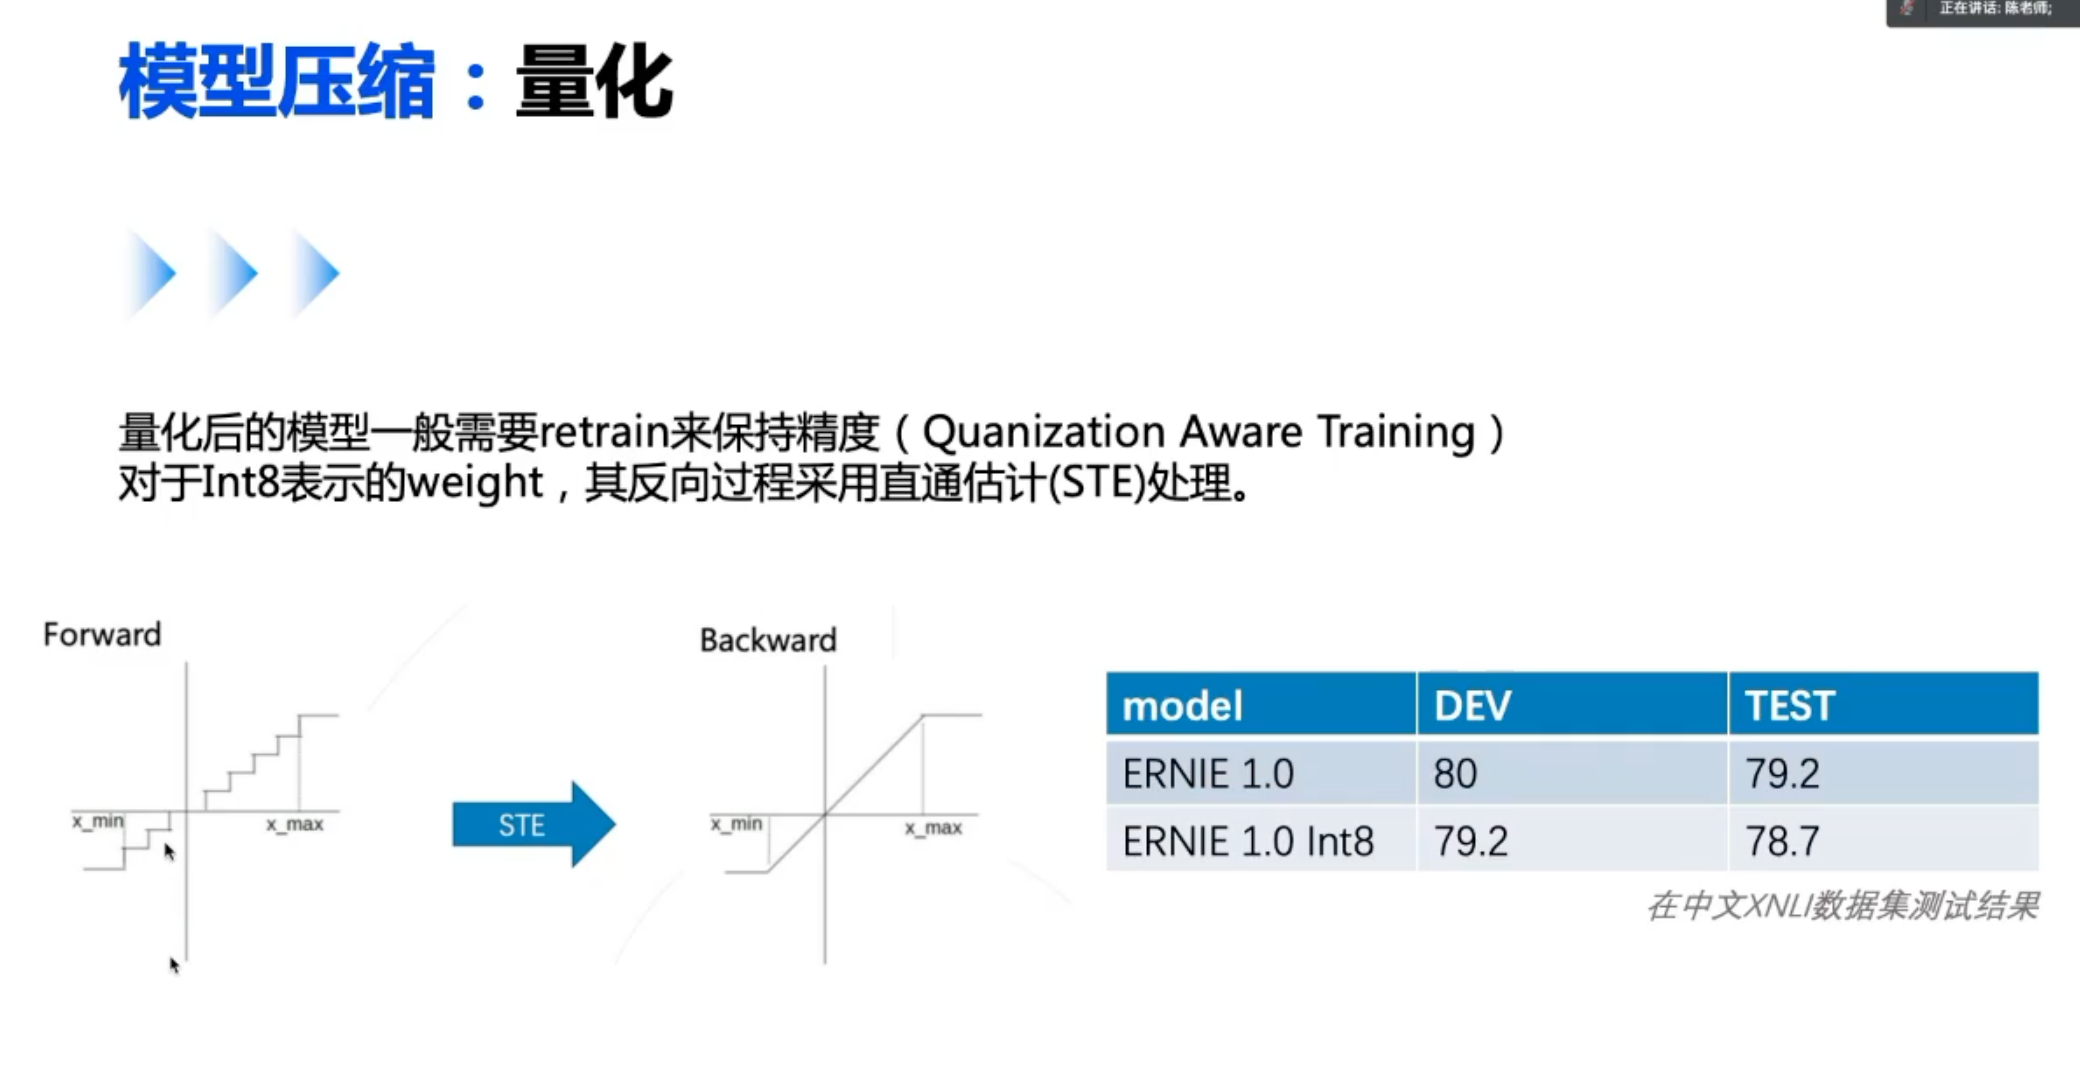 正在讲话: 陈老师;
模型压缩：量化
量化后的模型一般需要retrain来保持精度（Quanization Aware Training）
对于Int8表示的weight，其反向过程采用直通估计(STE)处理。
Forward
x_min
x_max
STE
Backward
x_min
x_max
model DEV TEST
ERNIE 1.0 80 79.2
ERNIE 1.0 Int8 79.2 78.7
在中文XNLI数据集测试结果